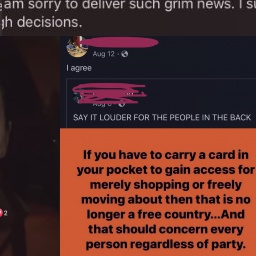 am sorry to deliver such grim news. I
gh decisions.
Aug 12
I agree
SAY IT LOUDER FOR THE PEOPLE IN THE BACK
If you have to carry a card in
your pocket to gain access for
merely shopping or freely
moving about then that is no
longer a free country...And
that should concern every
person regardless of party.
2